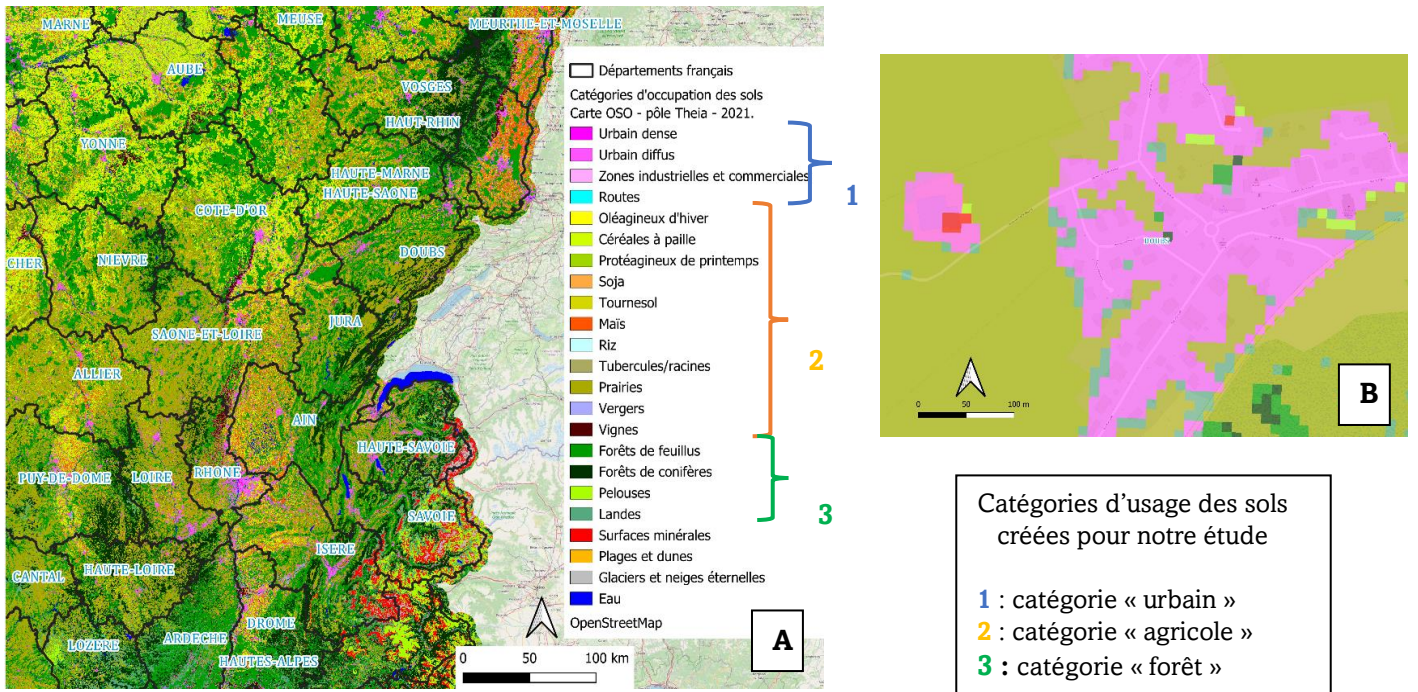 MARNE
MEUSE
MEURTHE-ET-MOSELLE
AUBE
VOSGES
HAUT-RHIN
YONNE
HAUTE-MARNE
HAUTE-SAONE
COTE-D'OR
DOUBS
CHER
NIEVRE
JURA
SAONE-ET-LOIRE
ALLIER
AIN
HAUTE-SAVOIE
PUY-DE-DOME
LOIRE
RHONE
SAVOIE
ISERE
CANTAL
HAUTE-LOIRE
DROME
LOZERE
ARDECHE
HAUTES-ALPES
Départements français
Catégories d'occupation des sols
Carte OSO - pôle Theia - 2021.
Urbain dense
Urbain diffus
Zones industrielles et commerciales
Routes
Oléagineux d'hiver
Céréales à paille
Protéagineux de printemps
Soja
Tournesol
Maïs
Riz
Tubercules/racines
Prairies
Vergers
Vignes
Forêts de feuillus
Forêts de conifères
Pelouses
Landes
Surfaces minérales
Plages et dunes
Glaciers et neiges éternelles
Eau
OpenStreetMap
0 50 100 km
A
1
2
3
DOUBS
0 50 100 m
B
Catégories d'usage des sols
créées pour notre étude
1 : catégorie « urbain »
2 : catégorie « agricole »
3 : catégorie « forêt »